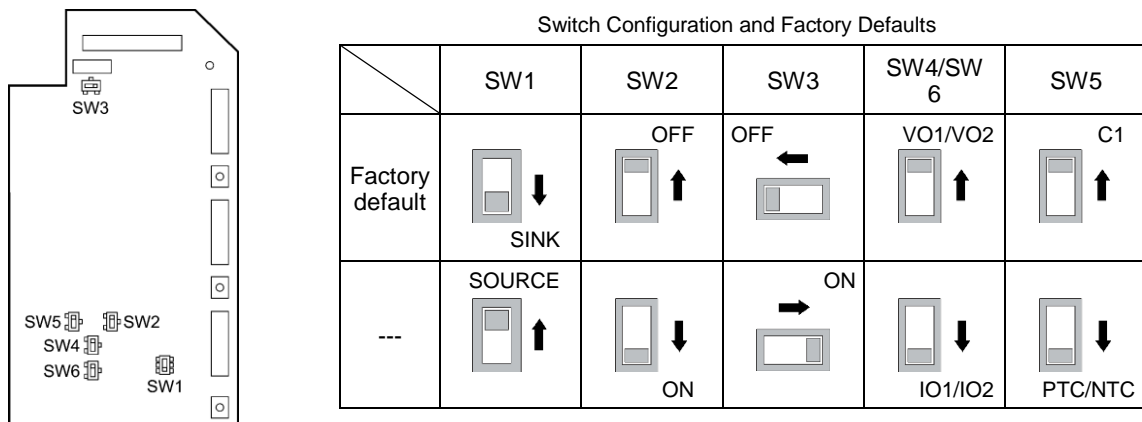 Switch Configuration and Factory Defaults
SW3
SW5
SW2
SW4
SW6
SW1
SW1
SW2
SW3
SW4/SW
6
SW5
Factory
default
SINK
OFF
OFF
VO1/VO2
C1
---
SOURCE
ON
ON
IO1/IO2
PTC/NTC